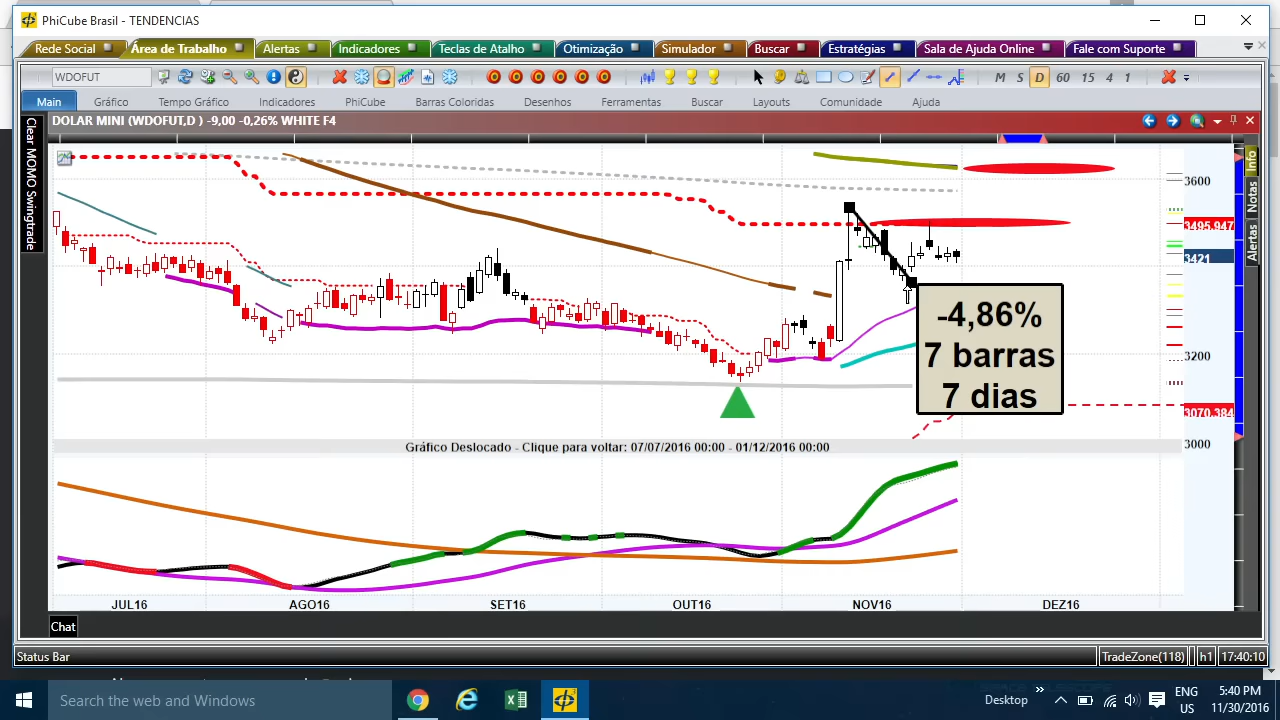 PhiCube Brasil - TENDENCIAS
Rede Social Área de Trabalho Alertas Indicadores Teclas de Atalho Otimização Simulador Buscar Estratégias Sala de Ajuda Online Fale com Suporte
WDOFUT M S D 60 15 4 1
Main Gráfico Tempo Gráfico Indicadores PhiCube Barras Coloridas Desenhos Ferramentas Buscar Layouts Comunidade Ajuda
DOLAR MINI (WDOFUT,D ) -9,00 -0,26% WHITE F4
Clear MQL5Mfiwindtrade
Info
Nota
Alertas
3600
3495.947
3421
-4,86%
7 barras
7 dias
3200
3070.384
3000
Gráfico Deslocado - Clique para voltar: 07/07/2016 00:00 - 01/12/2016 00:00
JUL16 AGO16 SET16 OUT16 NOV16 DEZ16
Chat
Status Bar TradeZone(118) h1 17:40:10
Search the web and Windows Desktop ENG 5:40 PM
US 11/30/2016